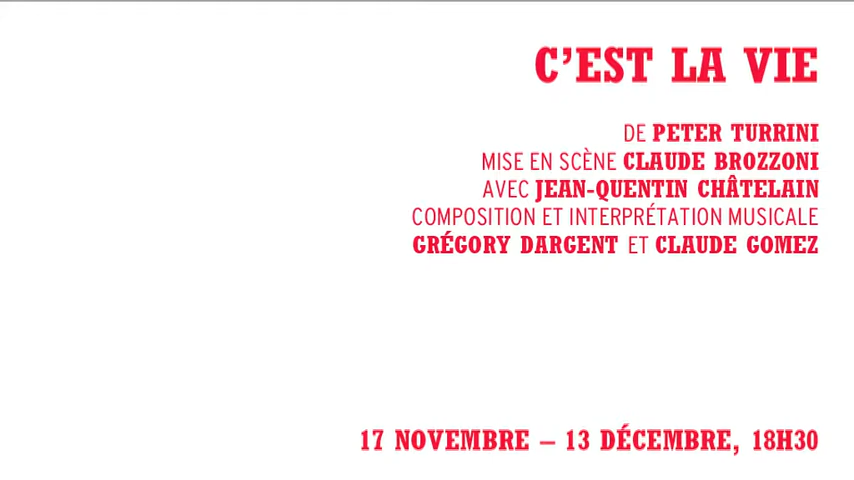 C’EST LA VIE
DE PETER TURRINI
MISE EN SCÈNE CLAUDE BROZZONI
AVEC JEAN-QUENTIN CHÂTELAIN
COMPOSITION ET INTERPRÉTATION MUSICALE
GRÉGORY DARGENT ET CLAUDE GOMEZ
17 NOVEMBRE – 13 DÉCEMBRE, 18H30